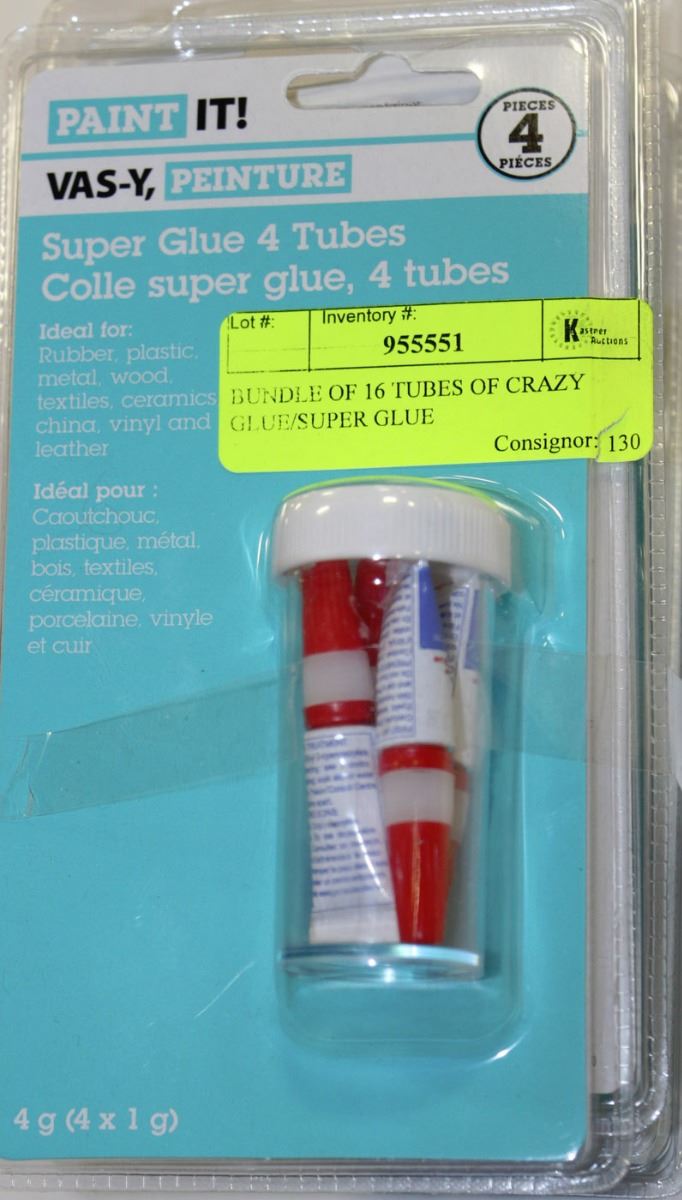 PAINT IT!
VAS-Y, PEINTURE
PIECES
4
PIÉCES
Super Glue 4 Tubes
Colle super glue, 4 tubes
Ideal for:
Rubber, plastic,
metal, wood,
textiles, ceramics
china, vinyl and
leather
Idéal pour :
Caoutchouc,
plastique, métal,
bois, textiles,
céramique,
porcelaine, vinyle
et cuir
Lot #:
Inventory #:
955551
Kastner
Auctions
BUNDLE OF 16 TUBES OF CRAZY
GLUE/SUPER GLUE
Consignor: 130
4 g (4 x 1 g)